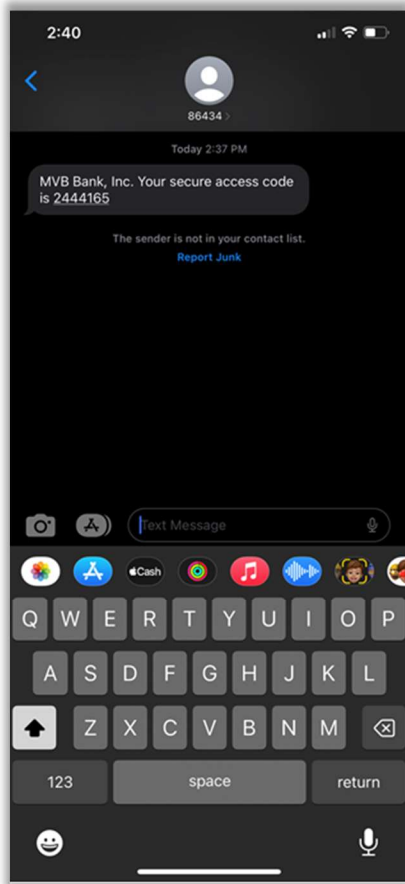 2:40
86434 >
Today 2:37 PM
MVB Bank, Inc. Your secure access code
is 2444165
The sender is not in your contact list.
Report Junk
Text Message
Cash
Q W E R T Y U I O P
A S D F G H J K L
Z X C V B N M
123 space return